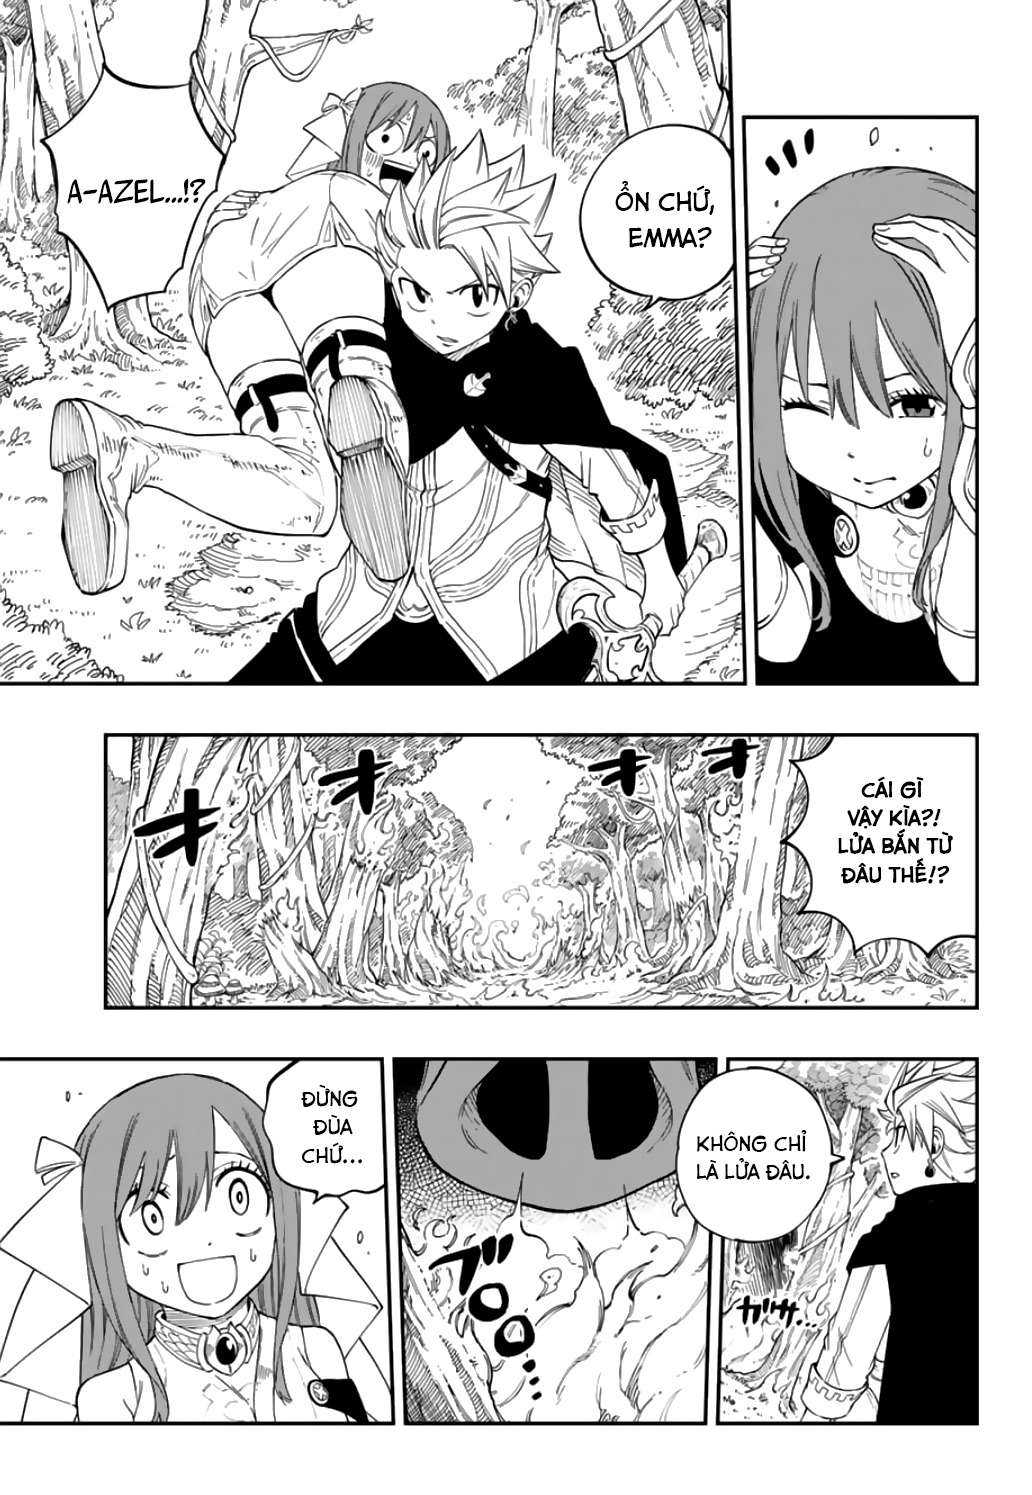 ỔN CHỨ,
EMMA?
A-AZEL...!?
CÁI GÌ
VẬY KÌA?!
LỬA BẮN TỪ
ĐÂU THẾ!?
KHÔNG CHỈ
LÀ LỬA ĐÂU.
ĐỪNG
ĐÙA
CHỨ...